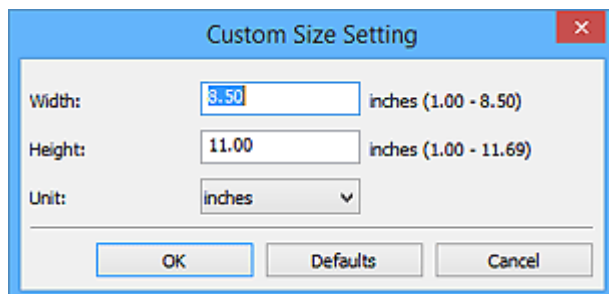 Custom Size Setting
Width: 8.50 inches (1.00 - 8.50)
Height: 11.00 inches (1.00 - 11.69)
Unit: inches
OK Defaults Cancel